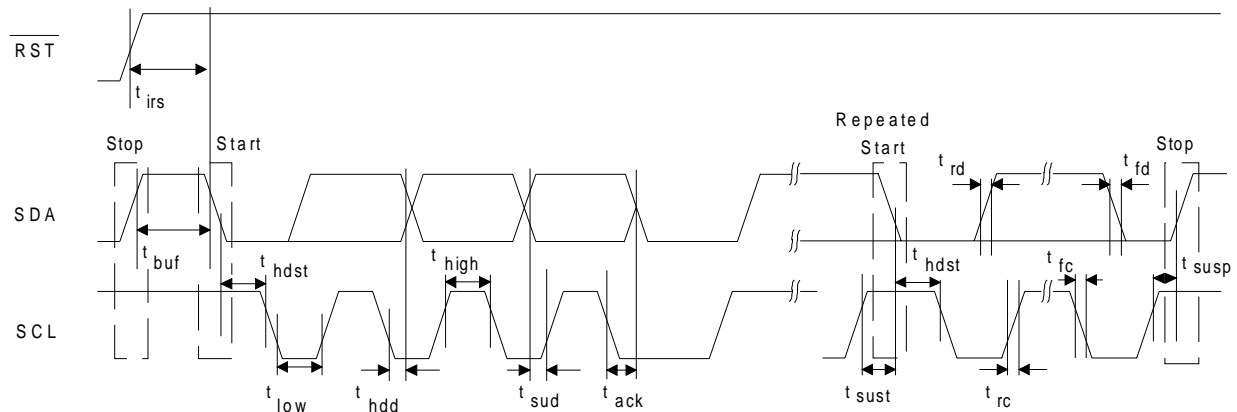 RST
t irs
Repeated
Stop Start Start Stop
t rd t fd
SDA
t buf t hdst t high t hdst t fc t susp
SCL
t low t hdd t sud t ack t sust t rc